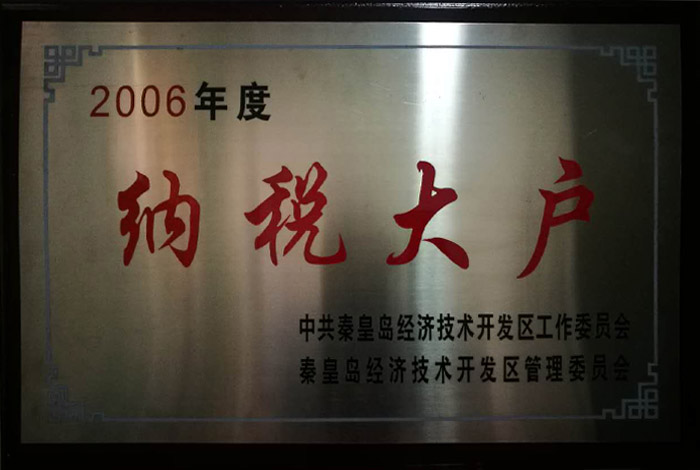 2006年度
纳税大户
中共秦皇岛经济技术开发区工作委员会
秦皇岛经济技术开发区管理委员会